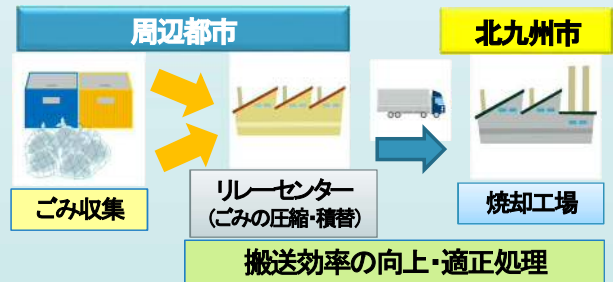 周辺都市
北九州市
ごみ収集
リレーセンター
(ごみの圧縮・積替)
焼却工場
搬送効率の向上・適正処理